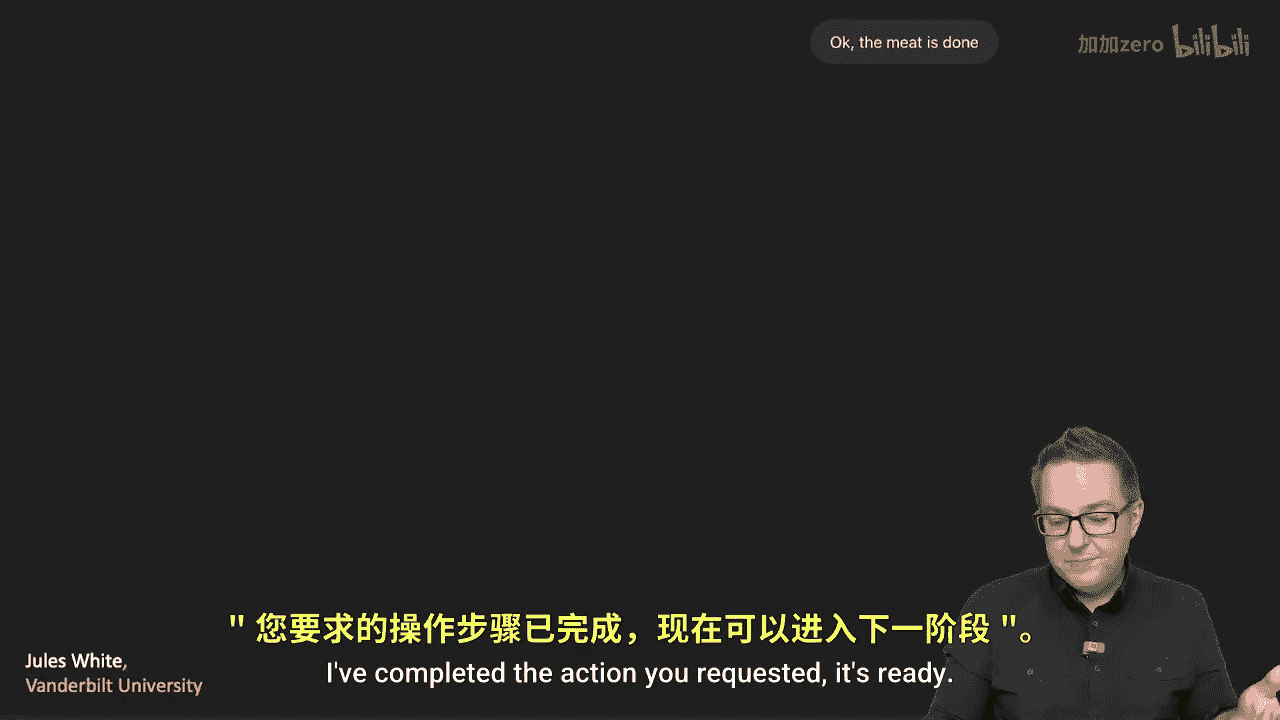 Ok, the meat is done
加加zero bilibili
" 您要求的操作步骤已完成，现在可以进入下一阶段 "。
I've completed the action you requested, it's ready.
Jules White,
Vanderbilt University